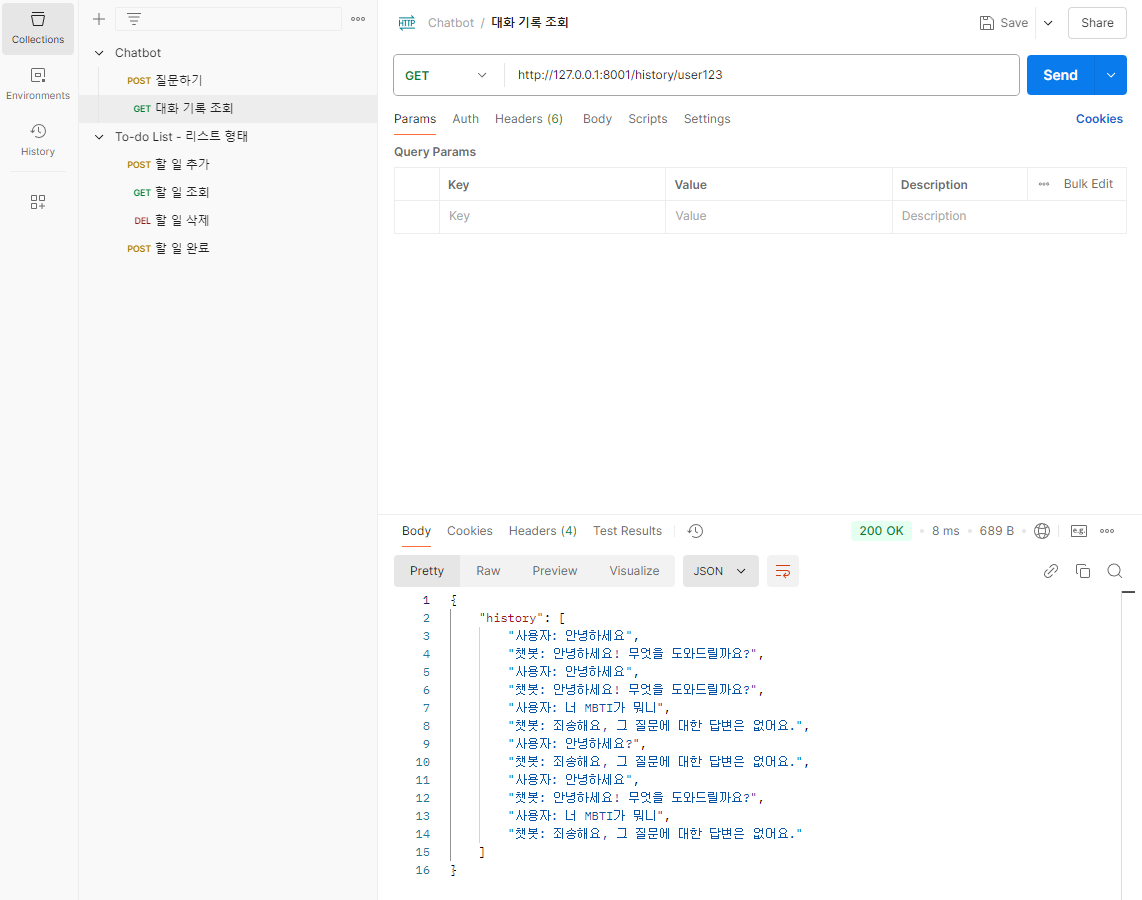 Collections
Environments
History
Chatbot
POST 질문하기
GET 대화 기록 조회
To-do List - 리스트 형태
POST 할 일 추가
GET 할 일 조회
DEL 할 일 삭제
POST 할 일 완료
HTTP Chatbot / 대화 기록 조회
Save
Share
GET http://127.0.0.1:8001/history/user123
Send
Params Auth Headers (6) Body Scripts Settings Cookies
Query Params
Key Value Description Bulk Edit
Key Value Description
Body Cookies Headers (4) Test Results 200 OK 8 ms 689 B e.g.
Pretty Raw Preview Visualize JSON
1 {
2 "history": [
3 "사용자: 안녕하세요",
4 "챗봇: 안녕하세요! 무엇을 도와드릴까요?",
5 "사용자: 안녕하세요",
6 "챗봇: 안녕하세요! 무엇을 도와드릴까요?",
7 "사용자: 너 MBTI가 뭐니",
8 "챗봇: 죄송해요, 그 질문에 대한 답변은 없어요.",
9 "사용자: 안녕하세요?",
10 "챗봇: 죄송해요, 그 질문에 대한 답변은 없어요.",
11 "사용자: 안녕하세요",
12 "챗봇: 안녕하세요! 무엇을 도와드릴까요?",
13 "사용자: 너 MBTI가 뭐니",
14 "챗봇: 죄송해요, 그 질문에 대한 답변은 없어요."
15 ]
16 }